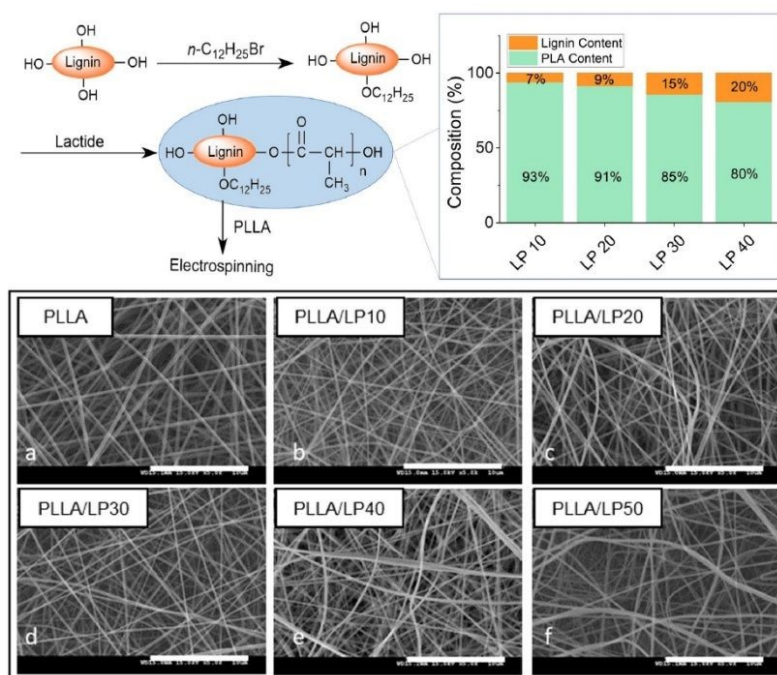 OH
HO Lignin OH
OH
n-C12H25Br
OH
HO Lignin OH
OC12H25
Lactide
OH
HO Lignin O C O CH CH3 n OH
OC12H25
PLLA
Electrospinning
Lignin Content
PLA Content
Composition (%)
100
50
0
7%
9%
15%
20%
93%
91%
85%
80%
LP 10
LP 20
LP 30
LP 40
PLLA
a
PLLA/LP10
b
PLLA/LP20
c
PLLA/LP30
d
PLLA/LP40
e
PLLA/LP50
f